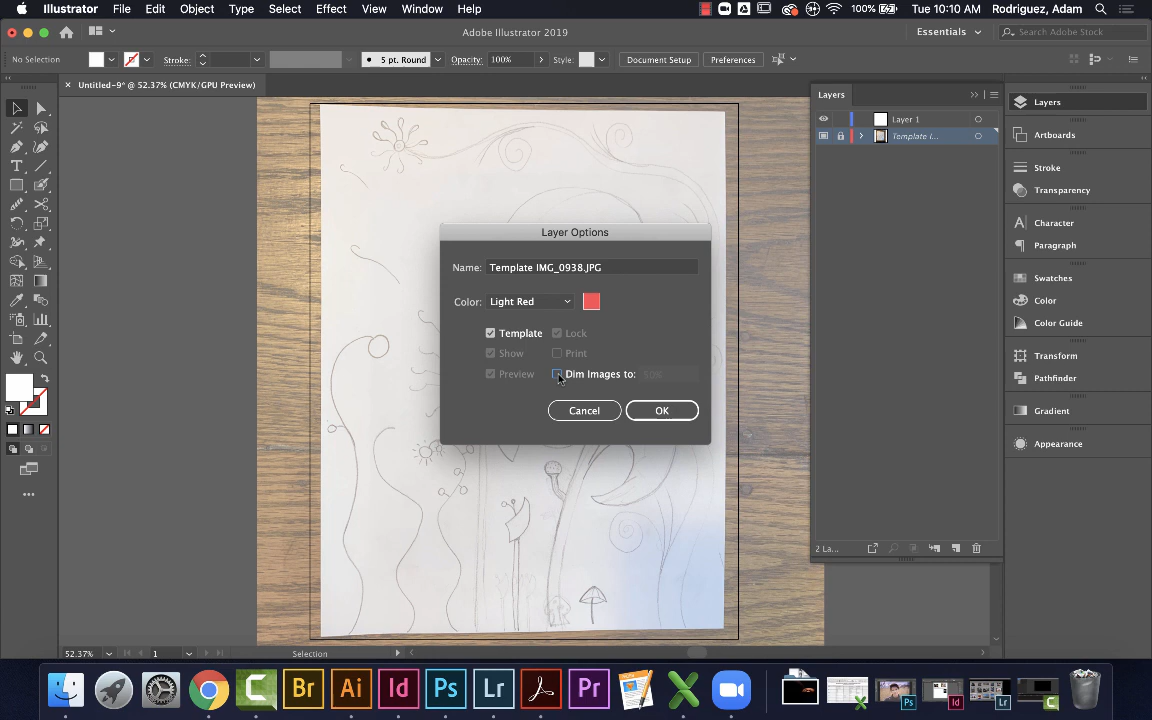 Illustrator File Edit Object Type Select Effect View Window Help 100% Tue 10:10 AM Rodriguez, Adam
Adobe Illustrator 2019 Essentials Search Adobe Stock
No Selection Stroke: 5 pt. Round Opacity: 100% Style: Document Setup Preferences
× Untitled-9* @ 52.37% (CMYK/GPU Preview)
Layers
Layer 1
Template I...
Layers
Artboards
Stroke
Transparency
Character
Paragraph
Swatches
Color
Color Guide
Transform
Pathfinder
Gradient
Appearance
Layer Options
Name: Template IMG_0938.JPG
Color: Light Red
Template Lock
Show Print
Preview Dim Images to: 50%
Cancel OK
2 La...
52.37% 1 Selection
Br Ai Id Ps Lr Pr Ps Id Lr